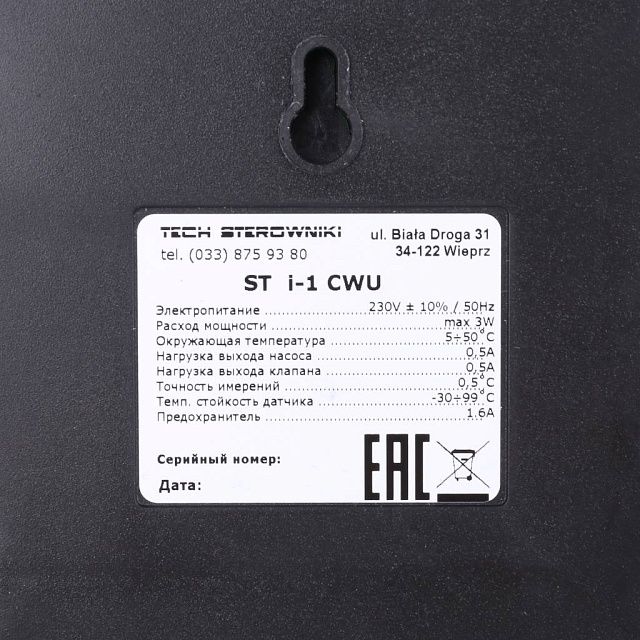 TECH STEROWNIKI
ul. Biała Droga 31
tel. (033) 875 93 80
34-122 Wieprz
ST i-1 CWU
Электропитание ........ 230V ± 10% / 50Hz
Расход мощности ........ max 3W
Окружающая температура ........ 5÷50°C
Нагрузка выхода насоса ........ 0,5A
Нагрузка выхода клапана ........ 0,5A
Точность имерений ........ 0,5°C
Темп. стойкость датчика ........ -30÷99°C
Предохранитель ........ 1.6A
Серийный номер:
Дата:
EAC